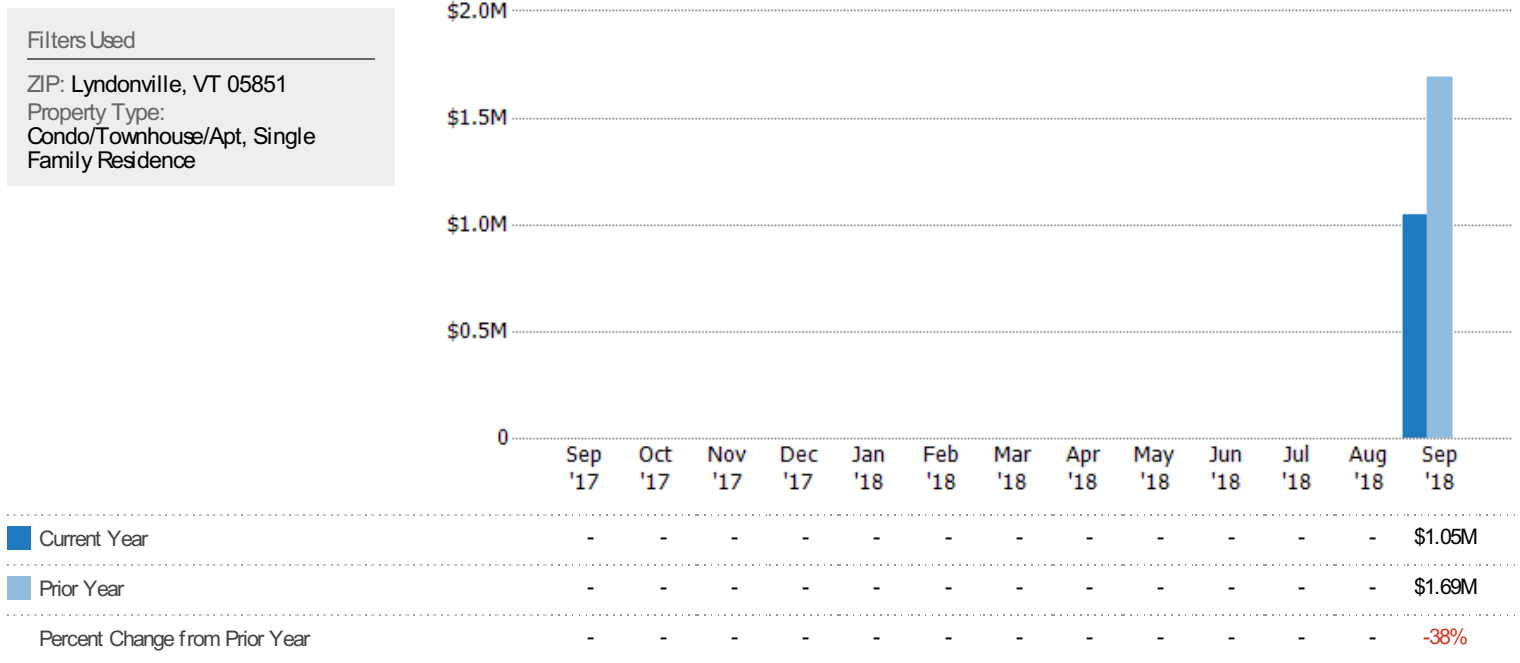 Filters Used
ZIP: Lyndonville, VT 05851
Property Type:
Condo/Townhouse/Apt, Single
Family Residence
$2.0M
$1.5M
$1.0M
$0.5M
0
Sep Oct Nov Dec Jan Feb Mar Apr May Jun Jul Aug Sep
'17 '17 '17 '17 '18 '18 '18 '18 '18 '18 '18 '18 '18
Current Year - - - - - - - - - - - - $1.05M
Prior Year - - - - - - - - - - - - $1.69M
Percent Change from Prior Year - - - - - - - - - - - - -38%